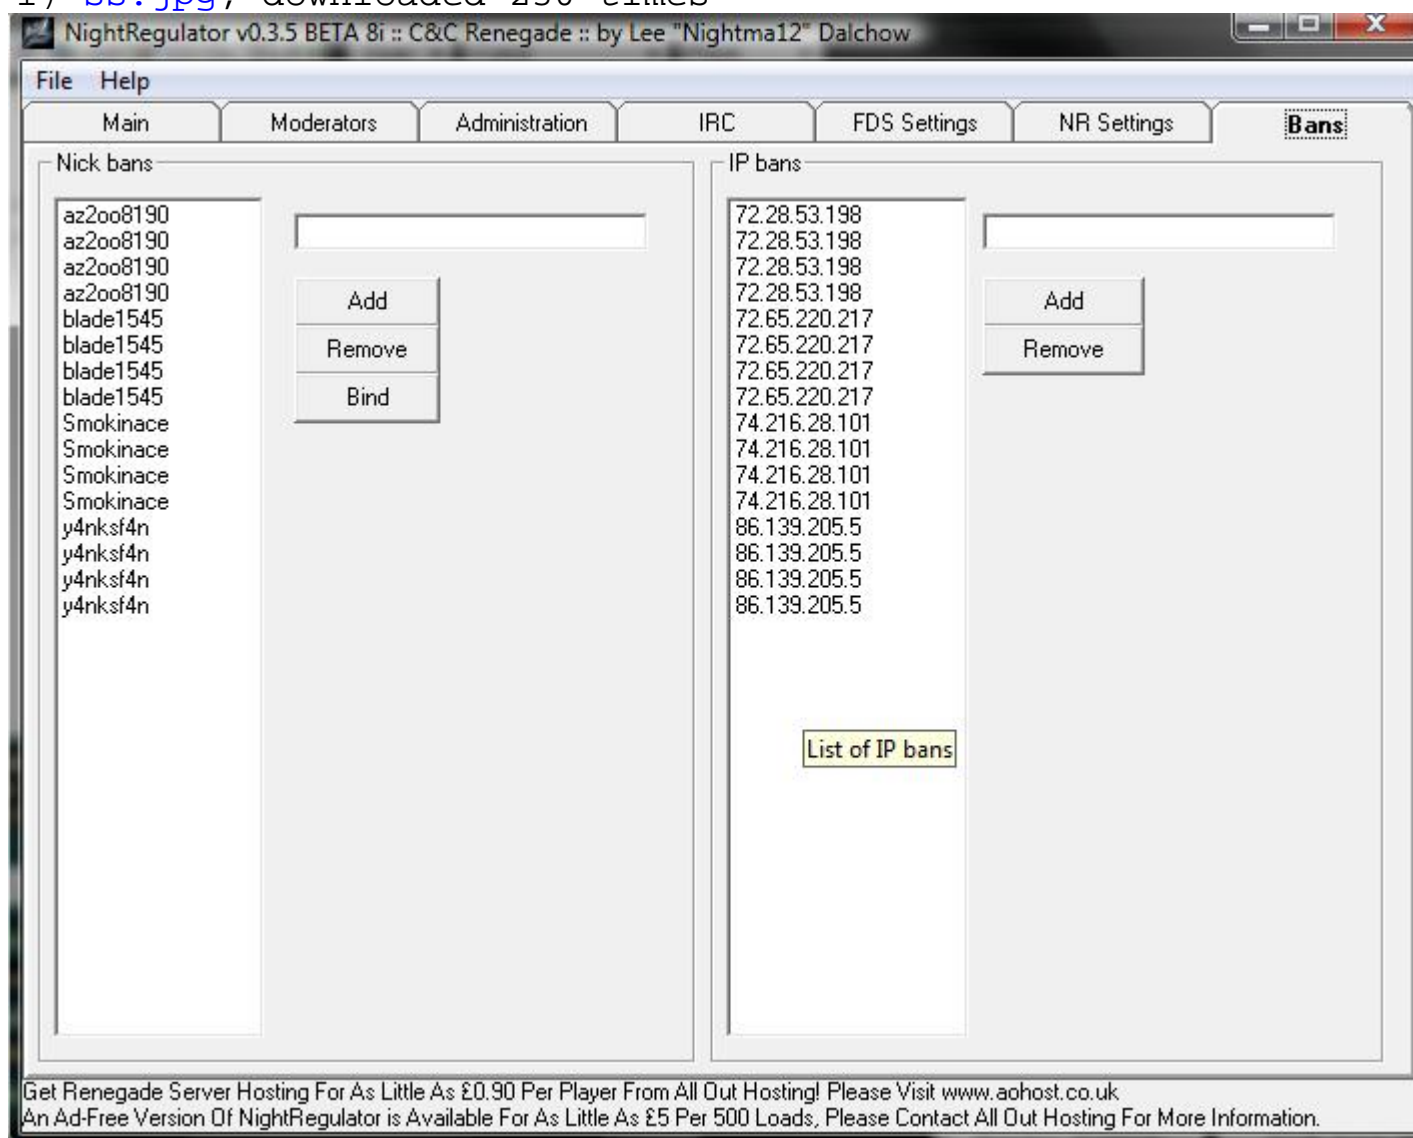 1) ss.jpg, downloaded 250 times
NightRegulator v0.3.5 BETA 8i :: C&C Renegade :: by Lee "Nightma12" Dalchow
File Help
Main Moderators Administration IRC FDS Settings NR Settings Bans
Nick bans
az2oo8190
az2oo8190
az2oo8190
az2oo8190
blade1545
blade1545
blade1545
blade1545
Smokinace
Smokinace
Smokinace
Smokinace
y4nksf4n
y4nksf4n
y4nksf4n
y4nksf4n
Add
Remove
Bind
IP bans
72.28.53.198
72.28.53.198
72.28.53.198
72.28.53.198
72.65.220.217
72.65.220.217
72.65.220.217
72.65.220.217
74.216.28.101
74.216.28.101
74.216.28.101
74.216.28.101
86.139.205.5
86.139.205.5
86.139.205.5
86.139.205.5
Add
Remove
List of IP bans
Get Renegade Server Hosting For As Little As £0.90 Per Player From All Out Hosting! Please Visit www.aohost.co.uk
An Ad-Free Version Of NightRegulator is Available For As Little As £5 Per 500 Loads, Please Contact All Out Hosting For More Information.